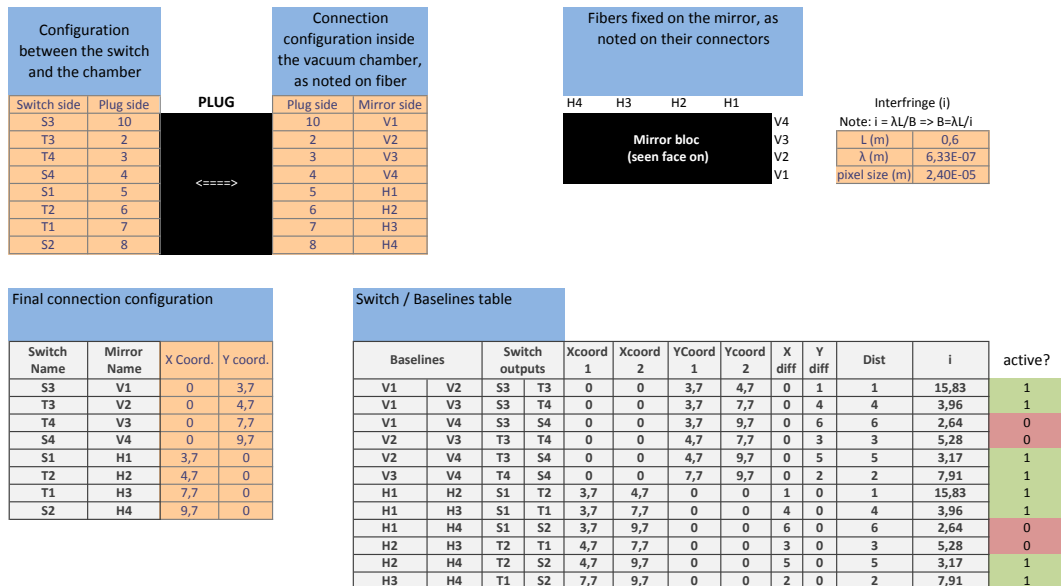 Configuration
between the switch
and the chamber
Connection
configuration inside
the vacuum chamber,
as noted on fiber
Fibers fixed on the mirror, as
noted on their connectors
Switch side Plug side PLUG Plug side Mirror side
S3 10 10 V1
T3 2 2 V2
T4 3 3 V3
S4 4 4 V4
<====>
S1 5 5 H1
T2 6 6 H2
T1 7 7 H3
S2 8 8 H4
H4 H3 H2 H1
V4
Mirror bloc V3
(seen face on) V2
V1
Interfringe (i)
Note: i = λL/B => B=λL/i
L (m) 0,6
λ (m) 6,33E-07
pixel size (m) 2,40E-05
Final connection configuration
Switch Name Mirror Name X Coord. Y coord.
S3 V1 0 3,7
T3 V2 0 4,7
T4 V3 0 7,7
S4 V4 0 9,7
S1 H1 3,7 0
T2 H2 4,7 0
T1 H3 7,7 0
S2 H4 9,7 0
Switch / Baselines table
Baselines Switch outputs Xcoord 1 Xcoord 2 YCoord 1 Ycoord 2 X diff Y diff Dist i active?
V1 V2 S3 T3 0 0 3,7 4,7 0 1 1 15,83 1
V1 V3 S3 T4 0 0 3,7 7,7 0 4 4 3,96 1
V1 V4 S3 S4 0 0 3,7 9,7 0 6 6 2,64 0
V2 V3 T3 T4 0 0 4,7 7,7 0 3 3 5,28 0
V2 V4 T3 S4 0 0 4,7 9,7 0 5 5 3,17 1
V3 V4 T4 S4 0 0 7,7 9,7 0 2 2 7,91 1
H1 H2 S1 T2 3,7 4,7 0 0 1 0 1 15,83 1
H1 H3 S1 T1 3,7 7,7 0 0 4 0 4 3,96 1
H1 H4 S1 S2 3,7 9,7 0 0 6 0 6 2,64 0
H2 H3 T2 T1 4,7 7,7 0 0 3 0 3 5,28 0
H2 H4 T2 S2 4,7 9,7 0 0 5 0 5 3,17 1
H3 H4 T1 S2 7,7 9,7 0 0 2 0 2 7,91 1